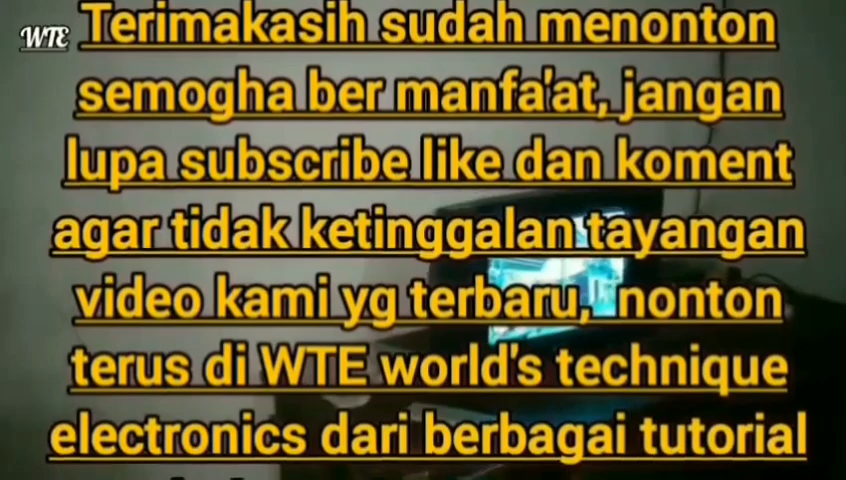 WTE
Terimakasih sudah menonton
semogha ber manfa'at, jangan
lupa subscribe like dan koment
agar tidak ketinggalan tayangan
video kami yg terbaru, nonton
terus di WTE world's technique
electronics dari berbagai tutorial